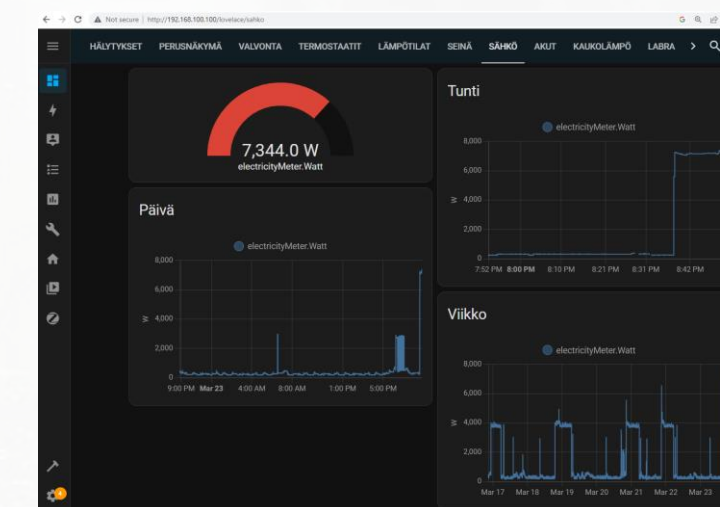 Not secure | http://192.168.100.100/lovelace/sahko
HÄLYTYKSET PERUSNÄKYMÄ VALVONTA TERMOSTAATIT LÄMPÖTILAT SEINÄ SÄHKÖ AKUT KAUKOLÄMPÖ LABRA
7,344.0 W
electricityMeter.Watt
Päivä
electricityMeter.Watt
8,000
6,000
W
4,000
2,000
0
9:00 PM Mar 23 4:00 AM 8:00 AM 1:00 PM 5:00 PM
Tunti
electricityMeter.Watt
8,000
6,000
W
4,000
2,000
0
7:52 PM 8:00 PM 8:10 PM 8:21 PM 8:31 PM 8:42 PM
Viikko
electricityMeter.Watt
8,000
6,000
W
4,000
2,000
0
Mar 17 Mar 18 Mar 19 Mar 20 Mar 21 Mar 22 Mar 23
4